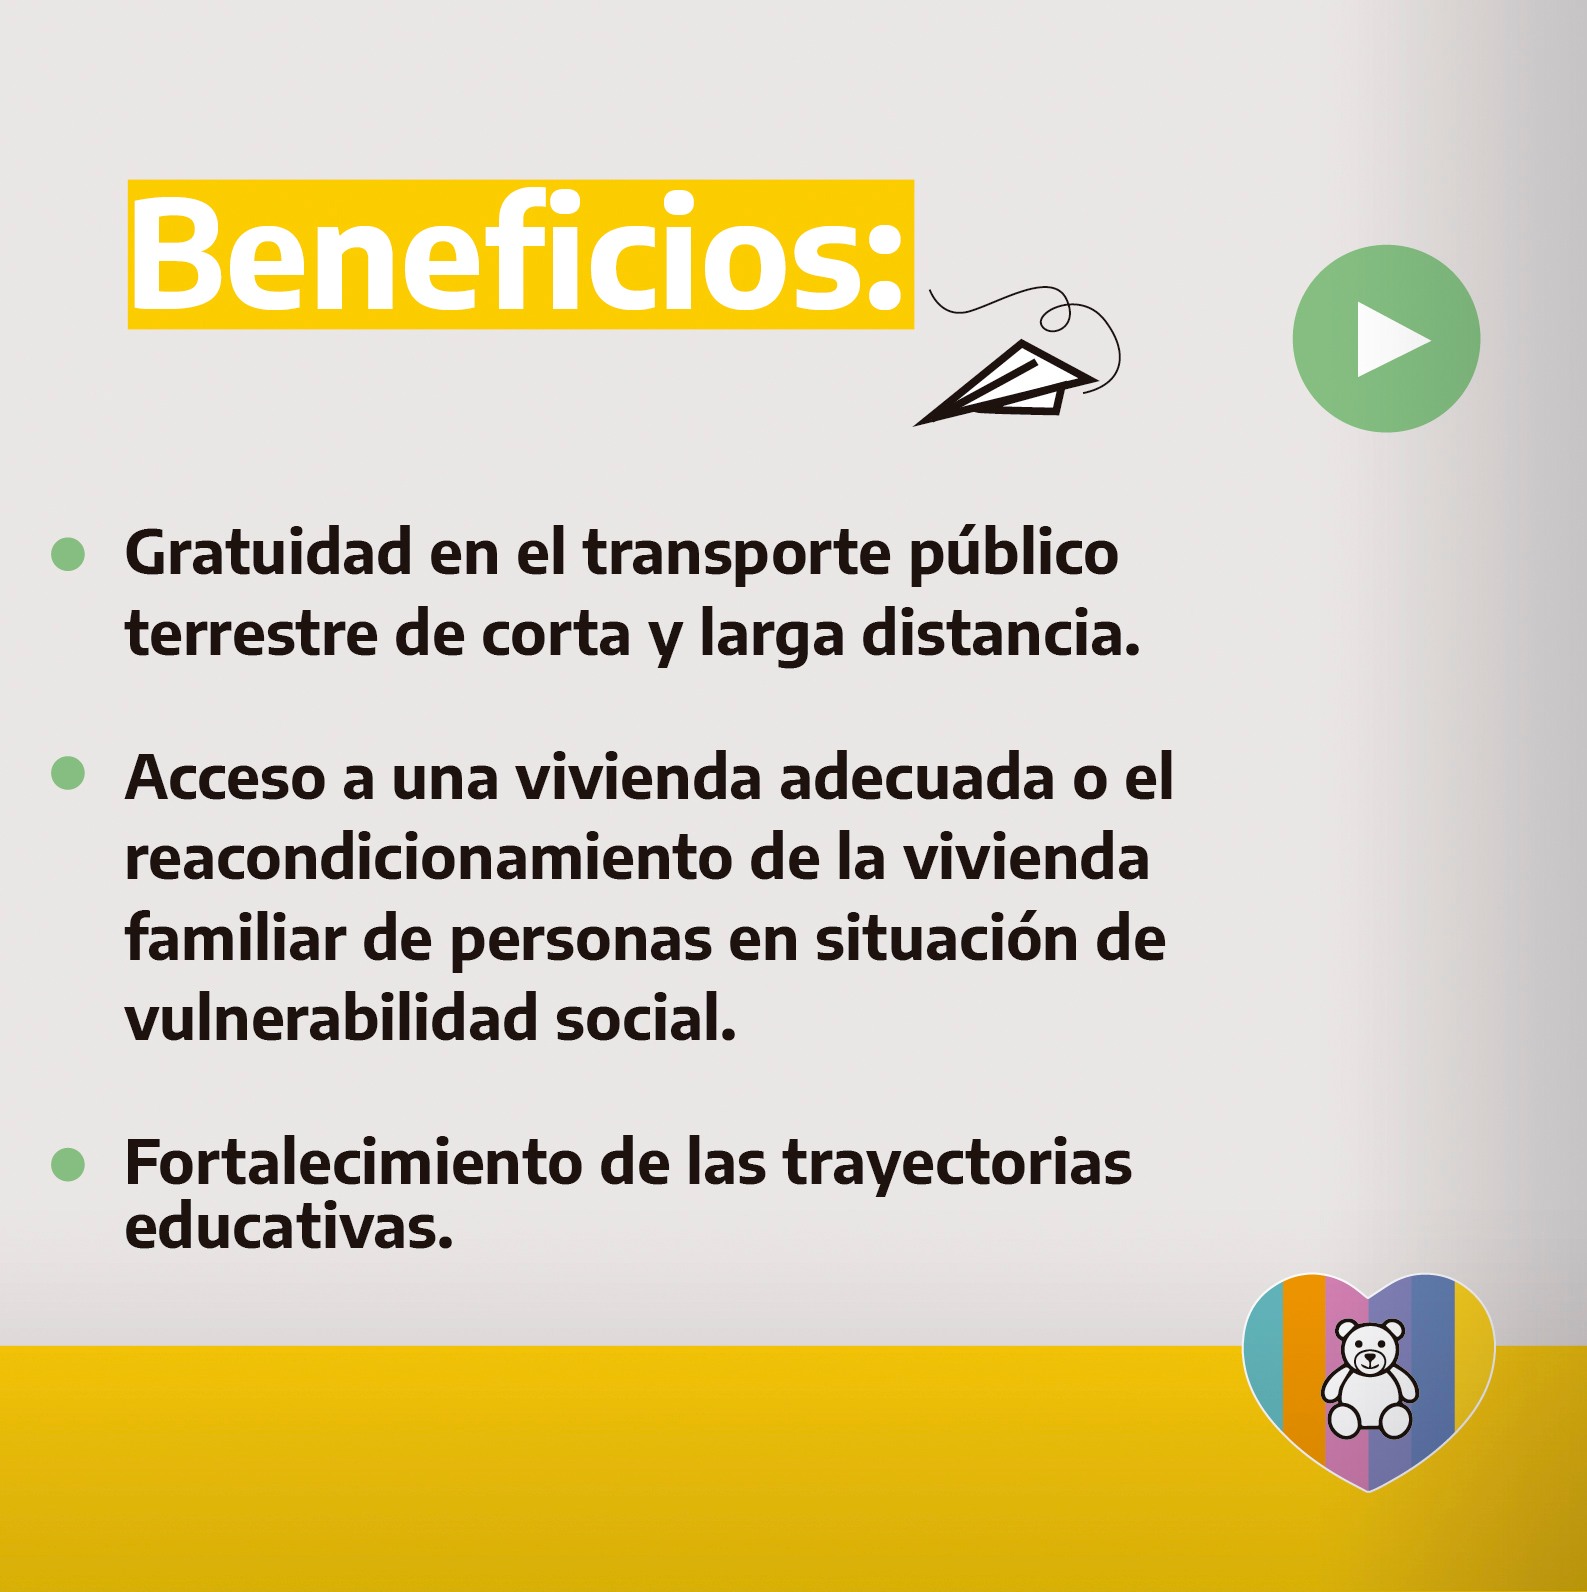 Beneficios:
Gratuidad en el transporte público
terrestre de corta y larga distancia.
Acceso a una vivienda adecuada o el
reacondicionamiento de la vivienda
familiar de personas en situación de
vulnerabilidad social.
Fortalecimiento de las trayectorias
educativas.